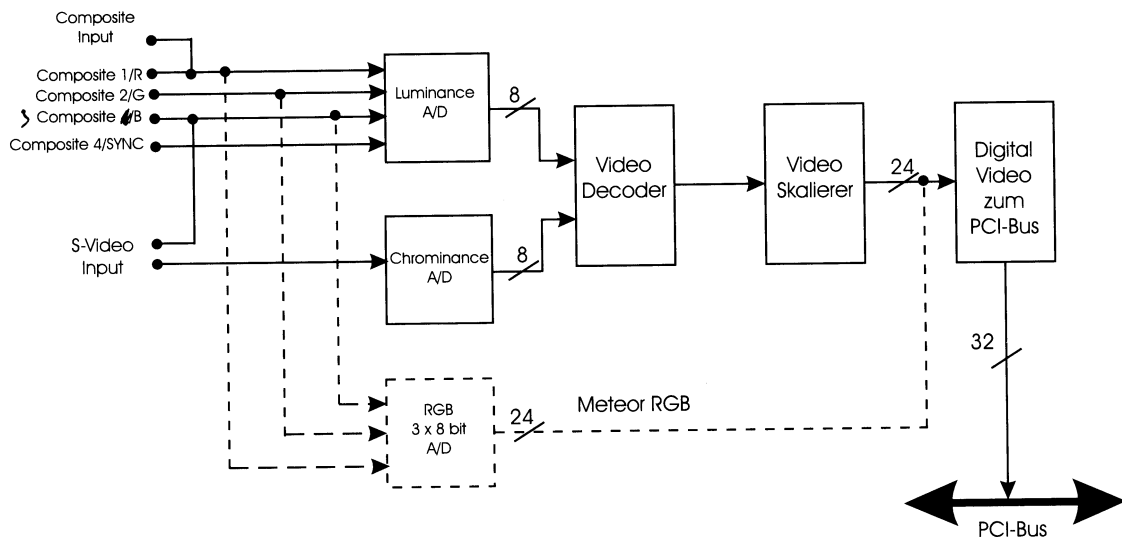 Composite
Input
Composite 1/R
Composite 2/G
3 Composite /B
Composite 4/SYNC
S-Video
Input
Luminance
A/D
8
Chrominance
A/D
8
Video
Decoder
Video
Skalierer
24
Digital
Video
zum
PCI-Bus
32
RGB
3 x 8 bit
A/D
24
Meteor RGB
PCI-Bus